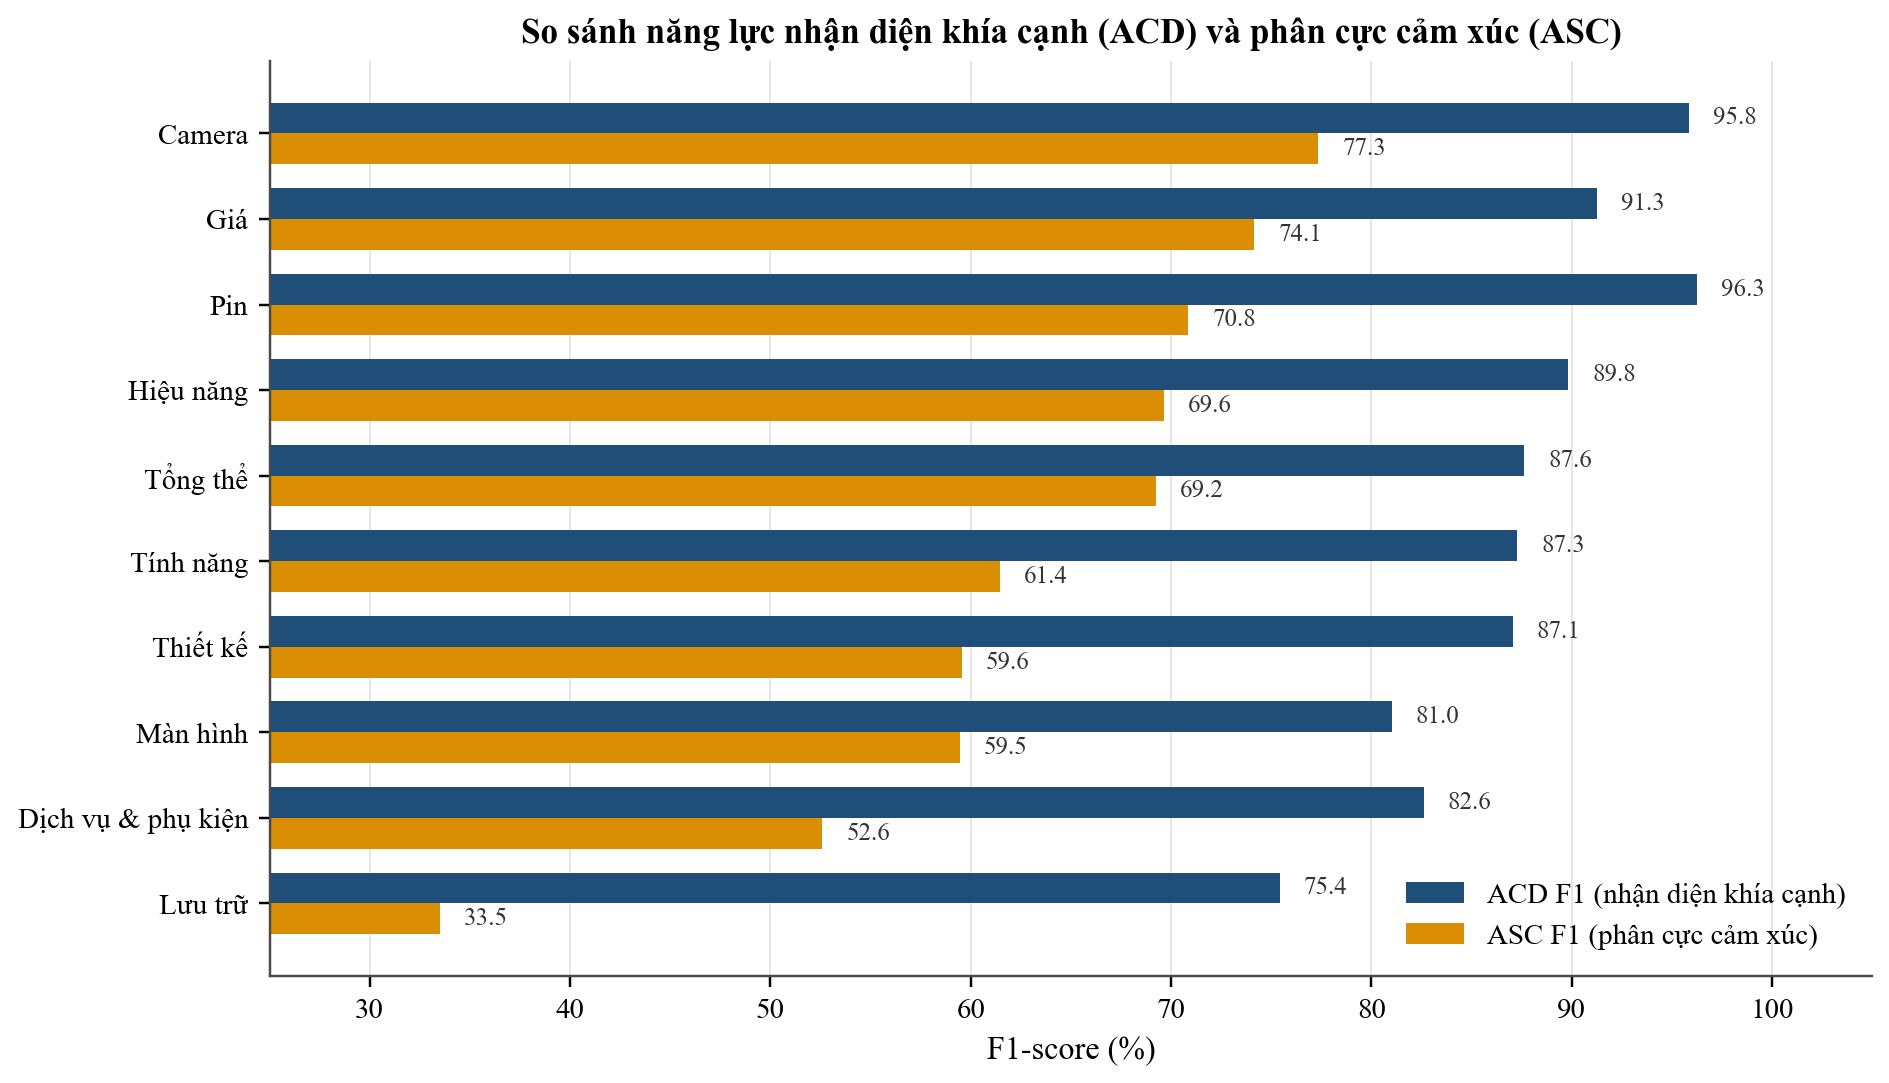 So sánh năng lực nhận diện khía cạnh (ACD) và phân cực cảm xúc (ASC)
Camera
95.8
77.3
Giá
91.3
74.1
Pin
96.3
70.8
Hiệu năng
89.8
69.6
Tổng thể
87.6
69.2
Tính năng
87.3
61.4
Thiết kế
87.1
59.6
Màn hình
81.0
59.5
Dịch vụ & phụ kiện
82.6
52.6
Lưu trữ
75.4
33.5
ACD F1 (nhận diện khía cạnh)
ASC F1 (phân cực cảm xúc)
30 40 50 60 70 80 90 100
F1-score (%)